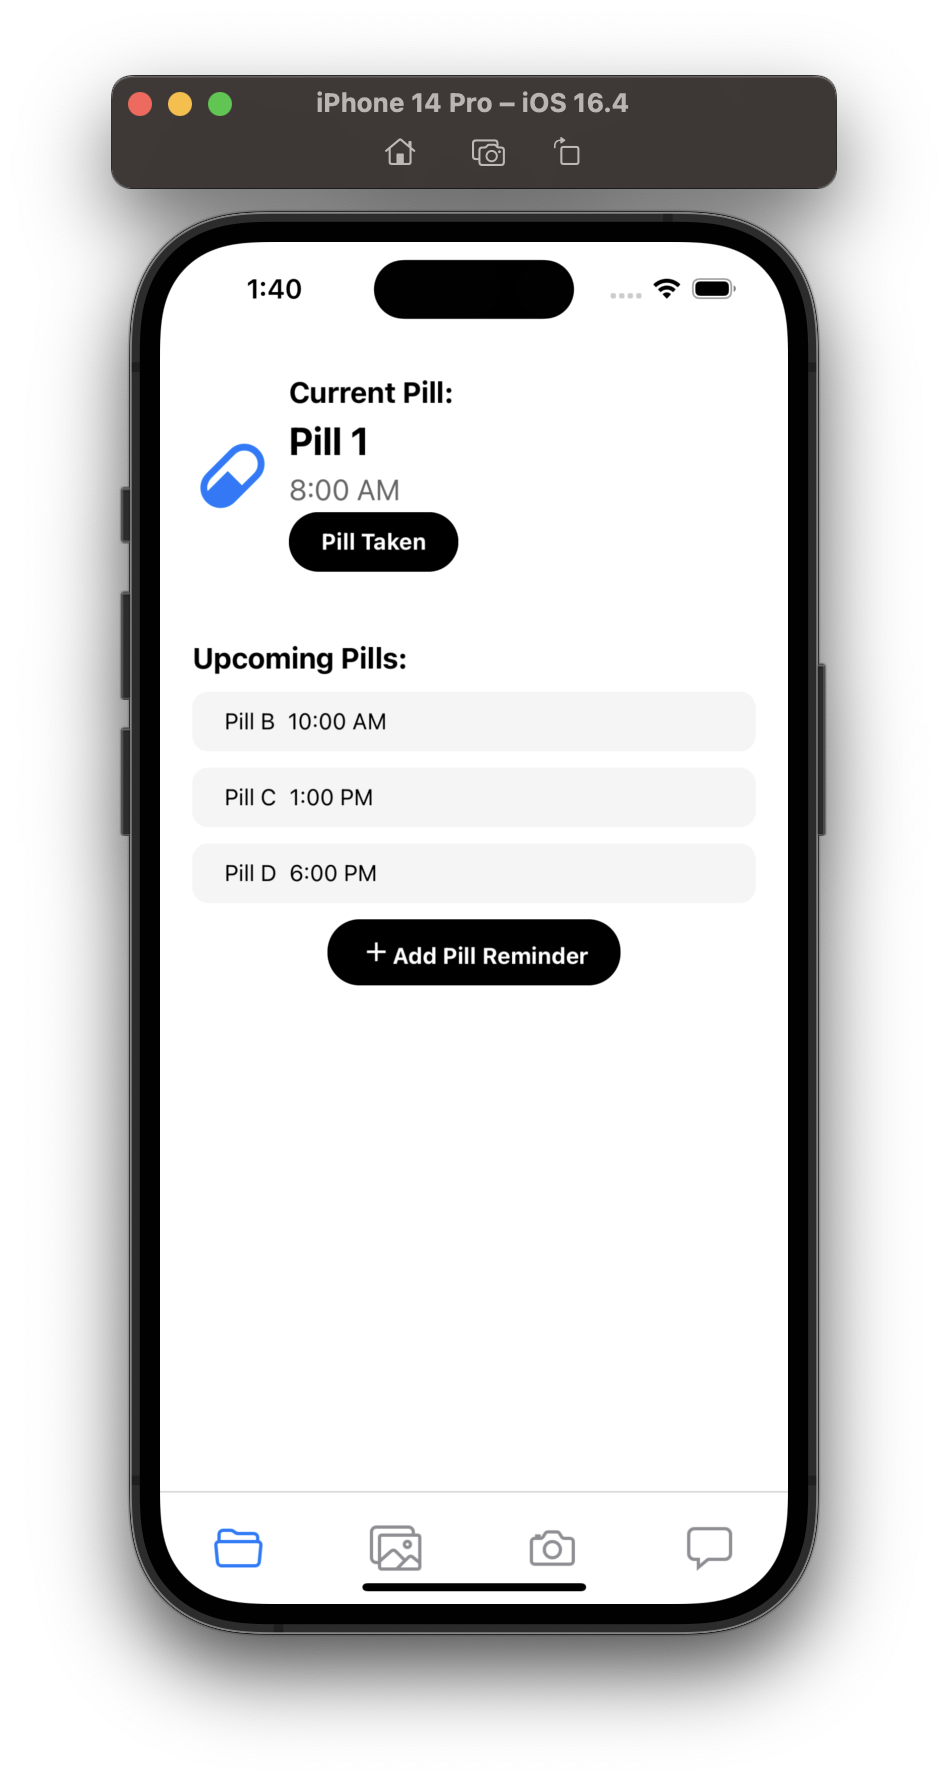 iPhone 14 Pro – iOS 16.4
1:40
Current Pill:
Pill 1
8:00 AM
Pill Taken
Upcoming Pills:
Pill B 10:00 AM
Pill C 1:00 PM
Pill D 6:00 PM
+ Add Pill Reminder